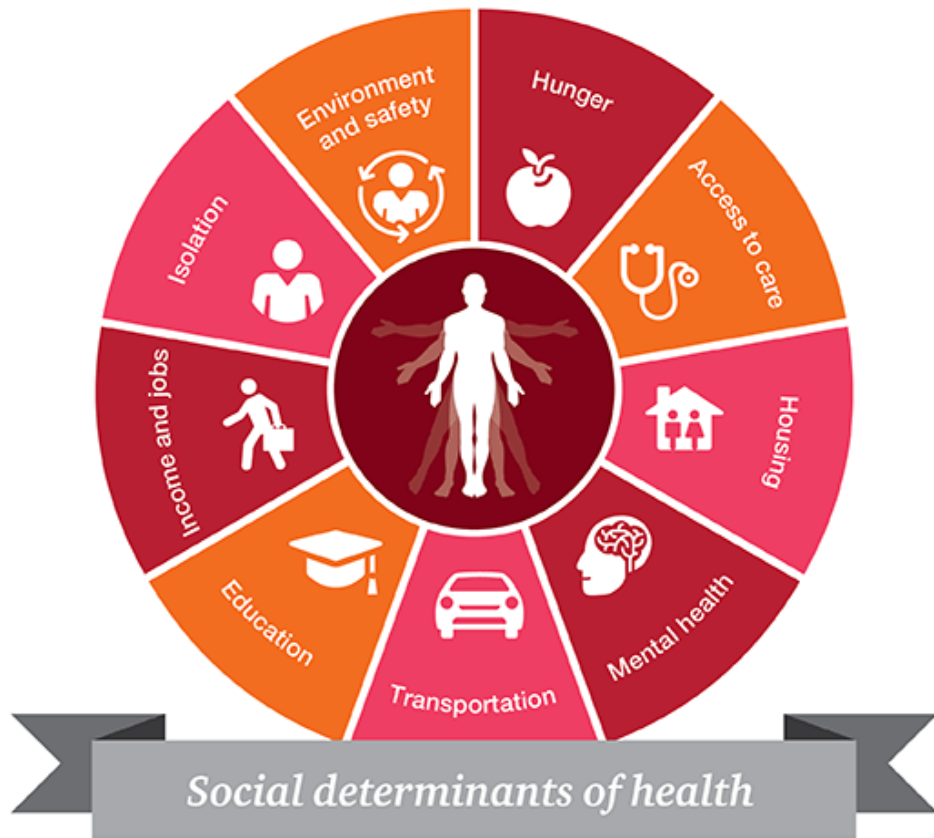 Environment
and safety
Hunger
Access to care
Housing
Mental health
Transportation
Education
Income and jobs
Isolation
Social determinants of health